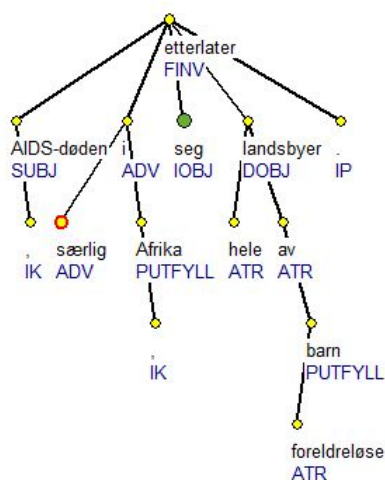 etterlater
FINV
AIDS-døden i seg landsbyer .
SUBJ ADV IOBJ DOBJ IP
, særlig Afrika hele av
IK ADV PUTFYLL ATR ATR
, barn
IK PUTFYLL
foreldreløse
ATR